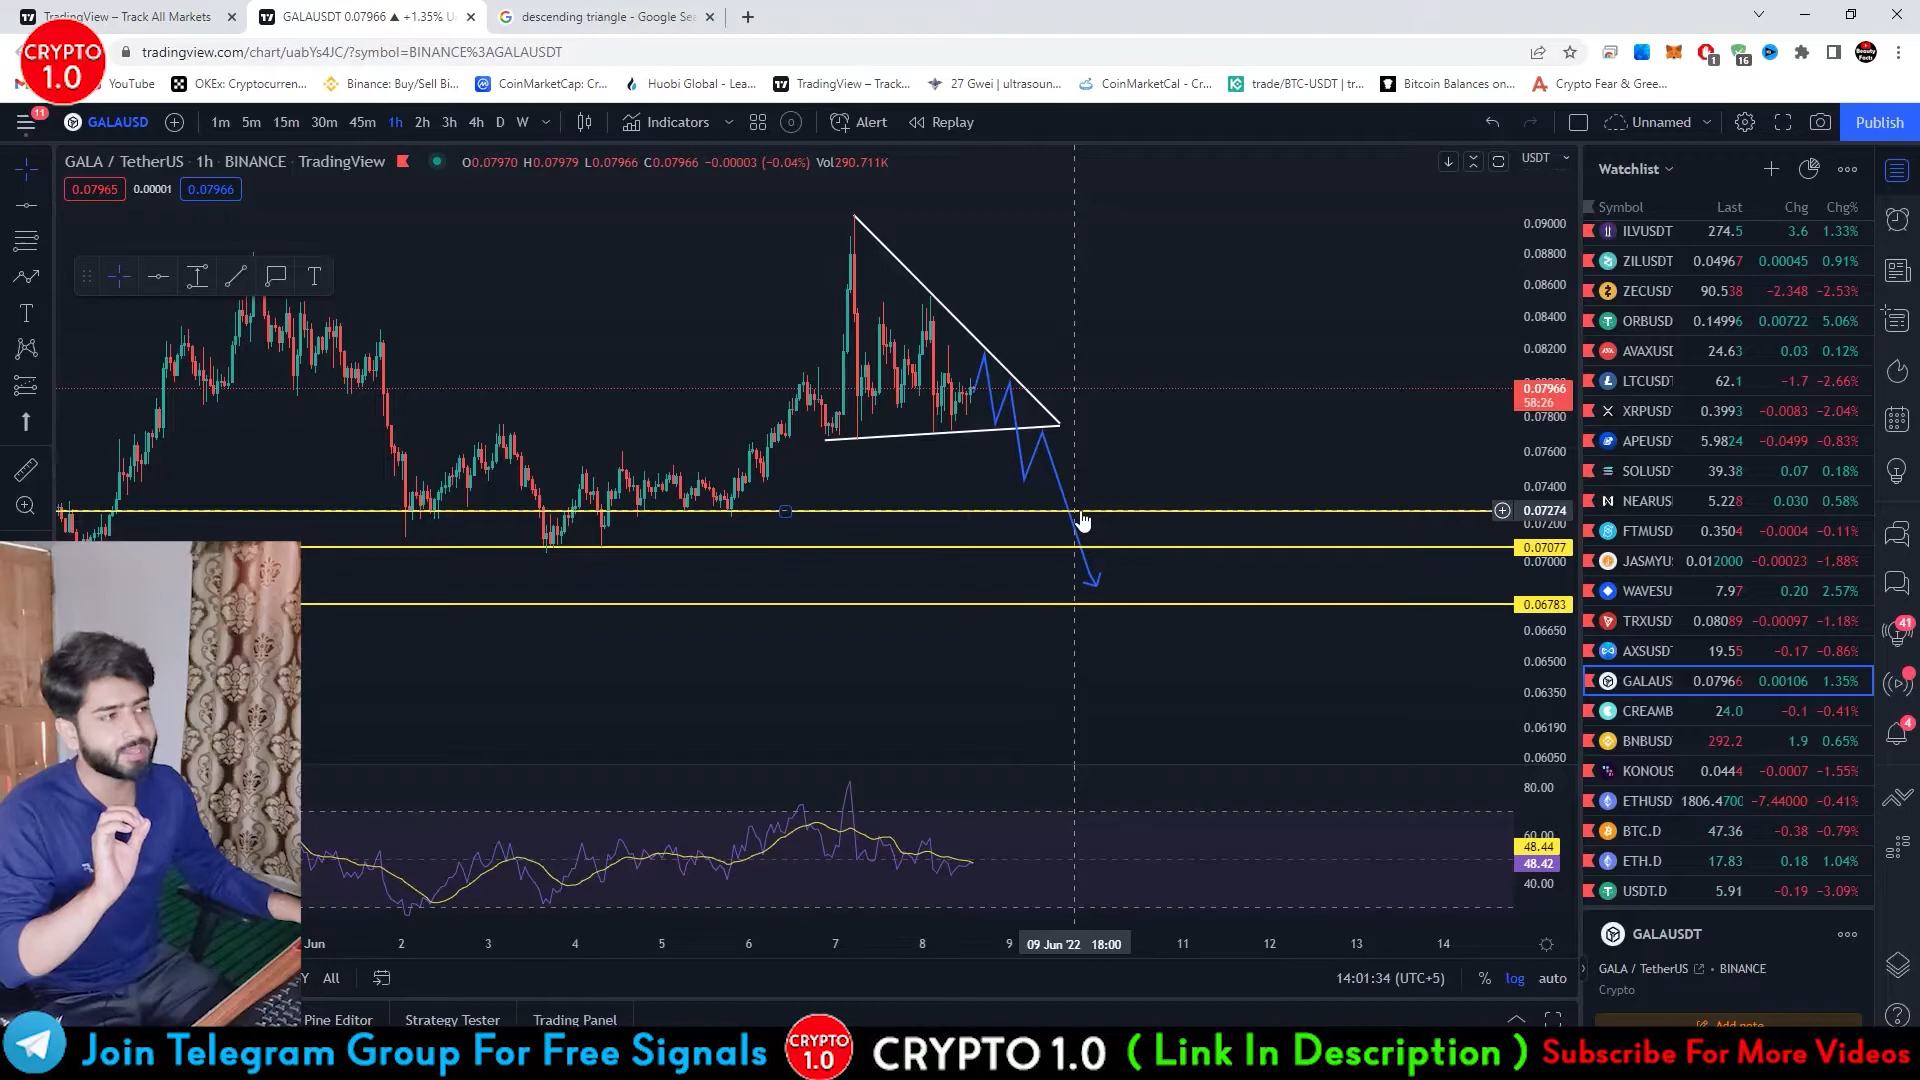 TradingView – Track All Markets
GALAUSDT 0.07966 ▲ +1.35% U
descending triangle - Google Sea
CRYPTO
1.0
tradingview.com/chart/uabYs4JC/?symbol=BINANCE%3AGALAUSDT
1
16
YouTube
OKEx: Cryptocurren...
Binance: Buy/Sell Bi...
CoinMarketCap: Cr...
Huobi Global - Lea...
TradingView – Track...
27 Gwei | ultrasoun...
CoinMarketCal - Cr...
trade/BTC-USDT | tr...
Bitcoin Balances on...
Crypto Fear & Gree...
11
GALAUSD
1m 5m 15m 30m 45m 1h 2h 3h 4h D W
Indicators
Alert
Replay
Unnamed
Publish
GALA / TetherUS · 1h · BINANCE · TradingView
O0.07970 H0.07979 L0.07966 C0.07966 −0.00003 (−0.04%) Vol290.711K
USDT
0.07965 0.00001 0.07966
0.09000
0.08800
0.08600
0.08400
0.08200
0.07966
58:26
0.07800
0.07600
0.07400
0.07274
0.07200
0.07077
0.07000
0.06783
0.06650
0.06500
0.06350
0.06190
0.06050
80.00
60.00
48.44
48.42
40.00
Jun 2 3 4 5 6 7 8 9 09 Jun '22 18:00 11 12 13 14
Y All
14:01:34 (UTC+5)
% log auto
Pine Editor
Strategy Tester
Trading Panel
Watchlist
Symbol Last Chg Chg%
ILVUSDT 274.5 3.6 1.33%
ZILUSDT 0.04967 0.00045 0.91%
ZECUSD 90.538 −2.348 −2.53%
ORBUSD 0.14996 0.00722 5.06%
AVAXUSI 24.63 0.03 0.12%
LTCUSD 62.1 −1.7 −2.66%
XRPUSD 0.3993 −0.0083 −2.04%
APEUSD 5.9824 −0.0499 −0.83%
SOLUSD 39.38 0.07 0.18%
NEARUS 5.228 0.030 0.58%
FTMUSD 0.3504 −0.0004 −0.11%
JASMYU 0.012000 −0.00023 −1.88%
WAVESU 7.97 0.20 2.57%
TRXUSD 0.08089 −0.00097 −1.18%
AXSUSD 19.55 −0.17 −0.86%
GALAUS 0.07966 0.00106 1.35%
CREAMB 24.0 −0.1 −0.41%
BNBUSD 292.2 1.9 0.65%
KONOUS 0.0444 −0.0007 −1.55%
ETHUSD 1806.4700 −7.44000 −0.41%
BTC.D 47.36 −0.38 −0.79%
ETH.D 17.83 0.18 1.04%
USDT.D 5.91 −0.19 −3.09%
41
4
GALAUSDT
GALA / TetherUS • BINANCE
Crypto
Add note
Join Telegram Group For Free Signals
CRYPTO
1.0
CRYPTO 1.0
( Link In Description )
Subscribe For More Videos